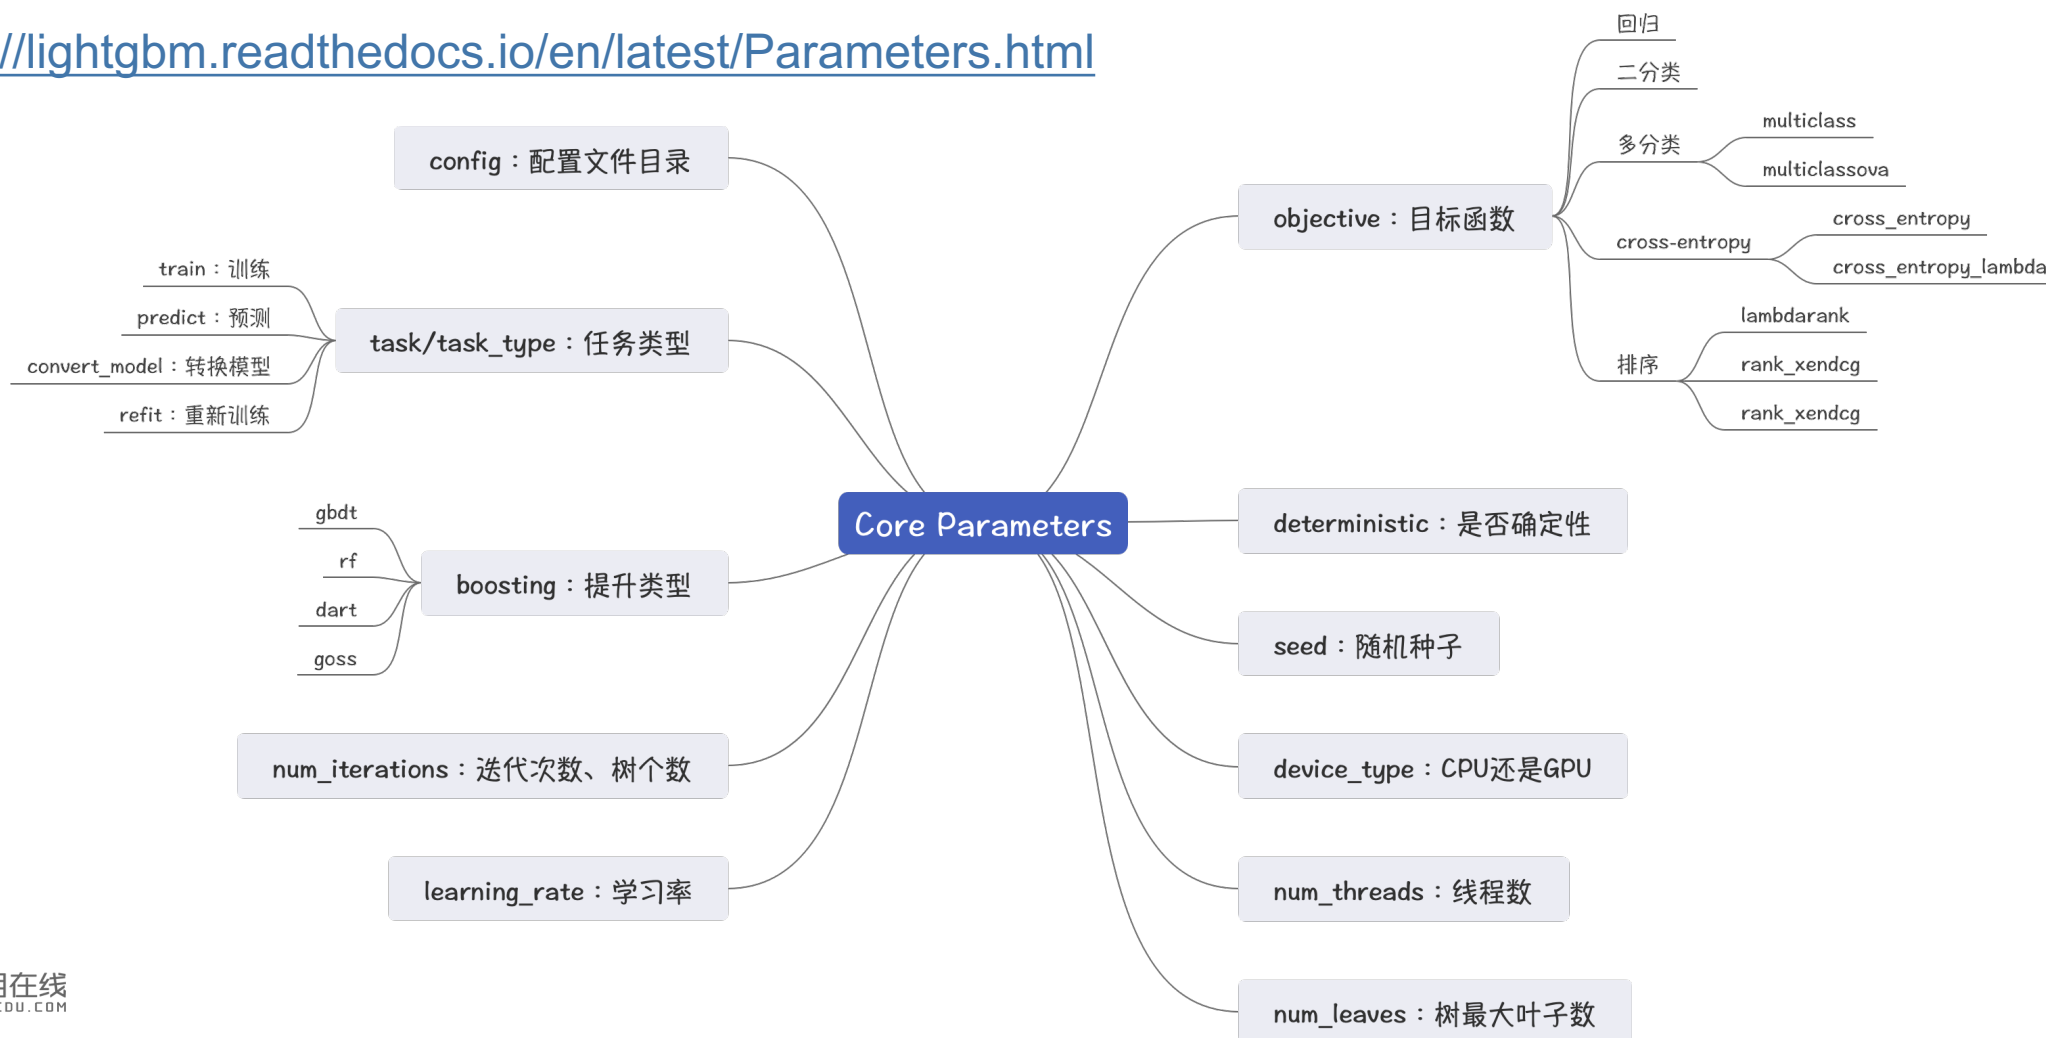 //lightgbm.readthedocs.io/en/latest/Parameters.html
Core Parameters
config：配置文件目录
task/task_type：任务类型
train：训练
predict：预测
convert_model：转换模型
refit：重新训练
boosting：提升类型
gbdt
rf
dart
goss
num_iterations：迭代次数、树个数
learning_rate：学习率
objective：目标函数
回归
二分类
多分类
multiclass
multiclassova
cross-entropy
cross_entropy
cross_entropy_lambda
排序
lambdarank
rank_xendcg
rank_xendcg
deterministic：是否确定性
seed：随机种子
device_type：CPU还是GPU
num_threads：线程数
num_leaves：树最大叶子数
在线
DU.COM